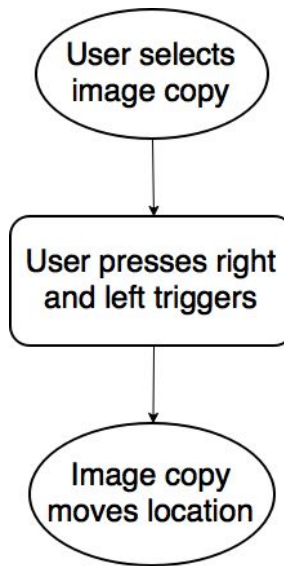 User selects
image copy
User presses right
and left triggers
Image copy
moves location